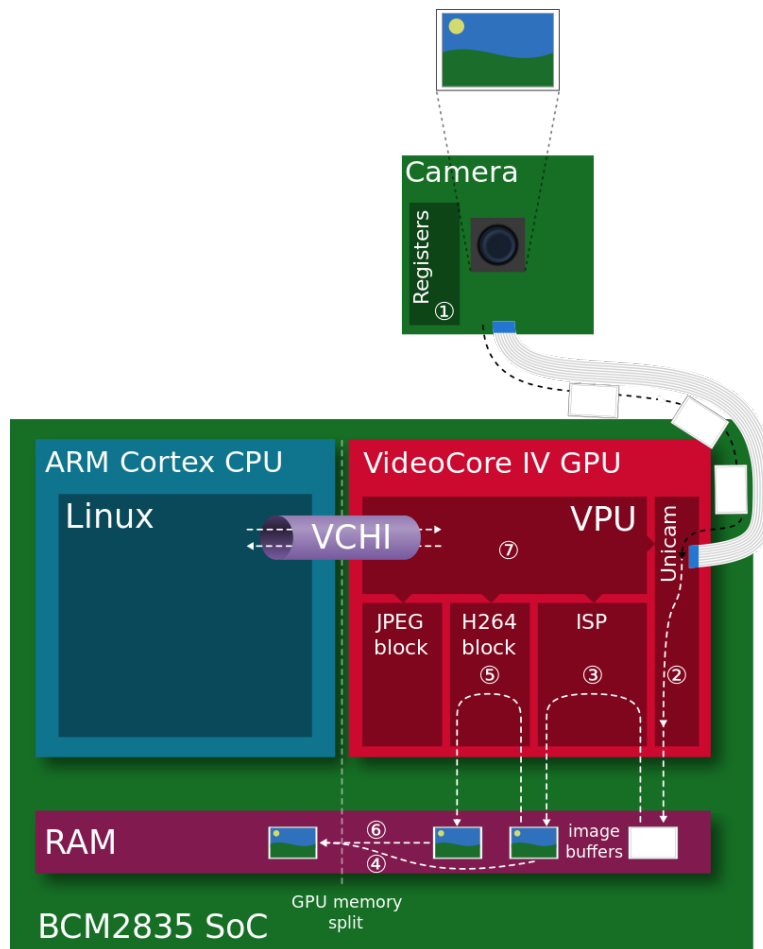 Camera
Registers
①
ARM Cortex CPU
VideoCore IV GPU
Linux
VCHI
VPU
⑦
Unicam
JPEG
block
H264
block
ISP
⑤
③
②
RAM
⑥
④
image
buffers
GPU memory
split
BCM2835 SoC